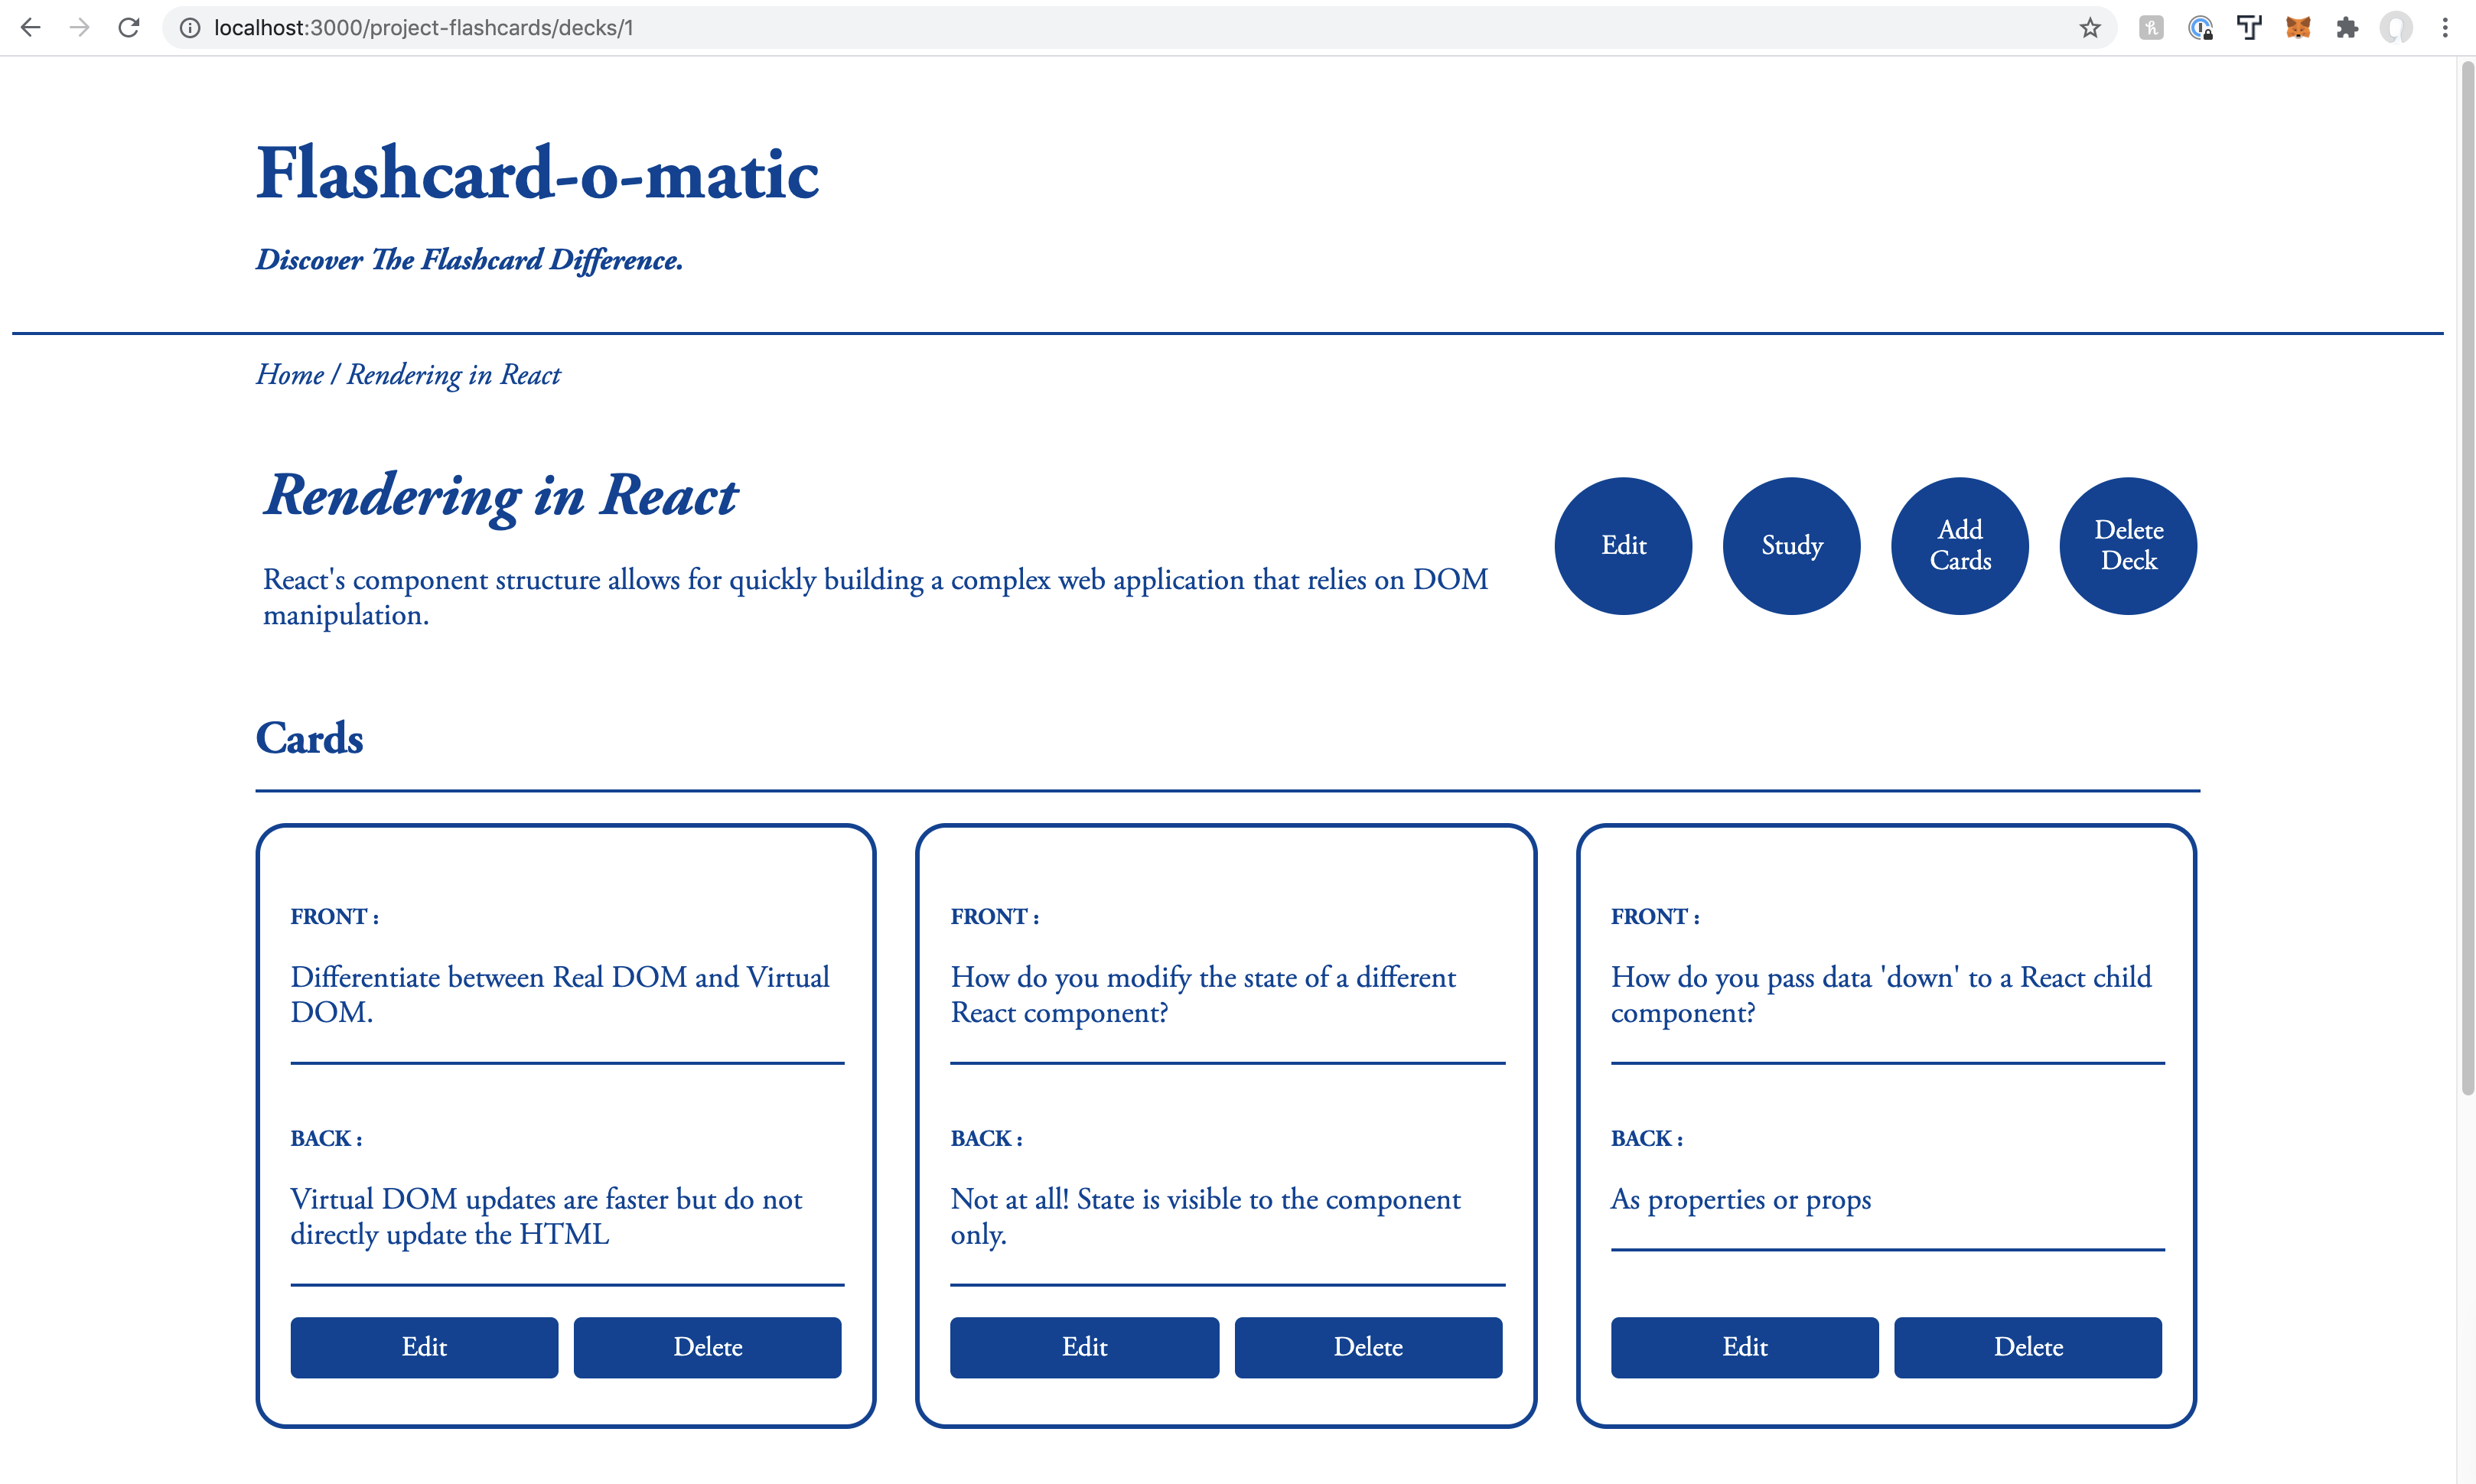 localhost:3000/project-flashcards/decks/1
Flashcard-o-matic
Discover The Flashcard Difference.
Home / Rendering in React
Rendering in React
React's component structure allows for quickly building a complex web application that relies on DOM
manipulation.
Edit
Study
Add
Cards
Delete
Deck
Cards
FRONT :
Differentiate between Real DOM and Virtual
DOM.
BACK :
Virtual DOM updates are faster but do not
directly update the HTML
Edit
Delete
FRONT :
How do you modify the state of a different
React component?
BACK :
Not at all! State is visible to the component
only.
Edit
Delete
FRONT :
How do you pass data 'down' to a React child
component?
BACK :
As properties or props
Edit
Delete